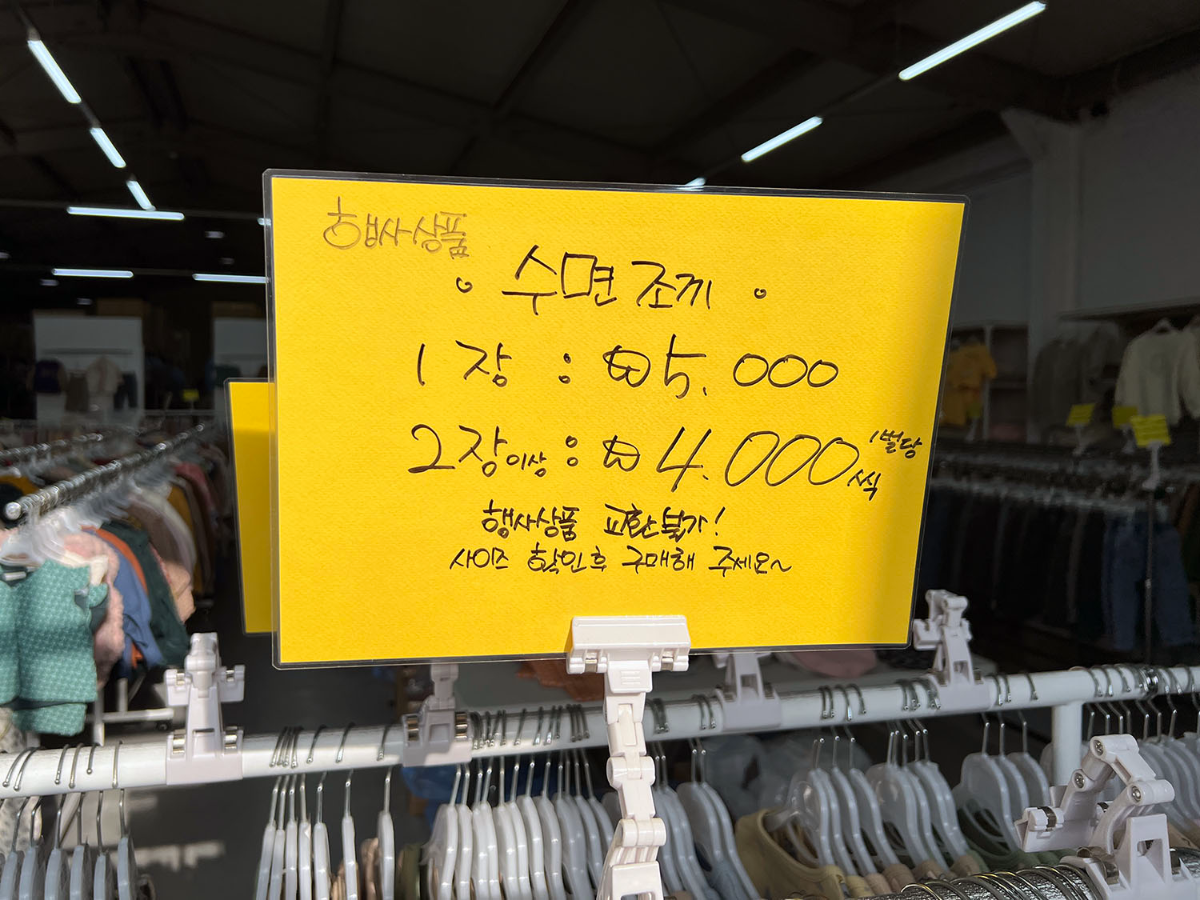 행사상품
수면조끼
1장 : ₩5.000
2장이상 : ₩4.000씩 1벌당
행사상품 교환불가!
사이즈 확인후 구매해 주세요~